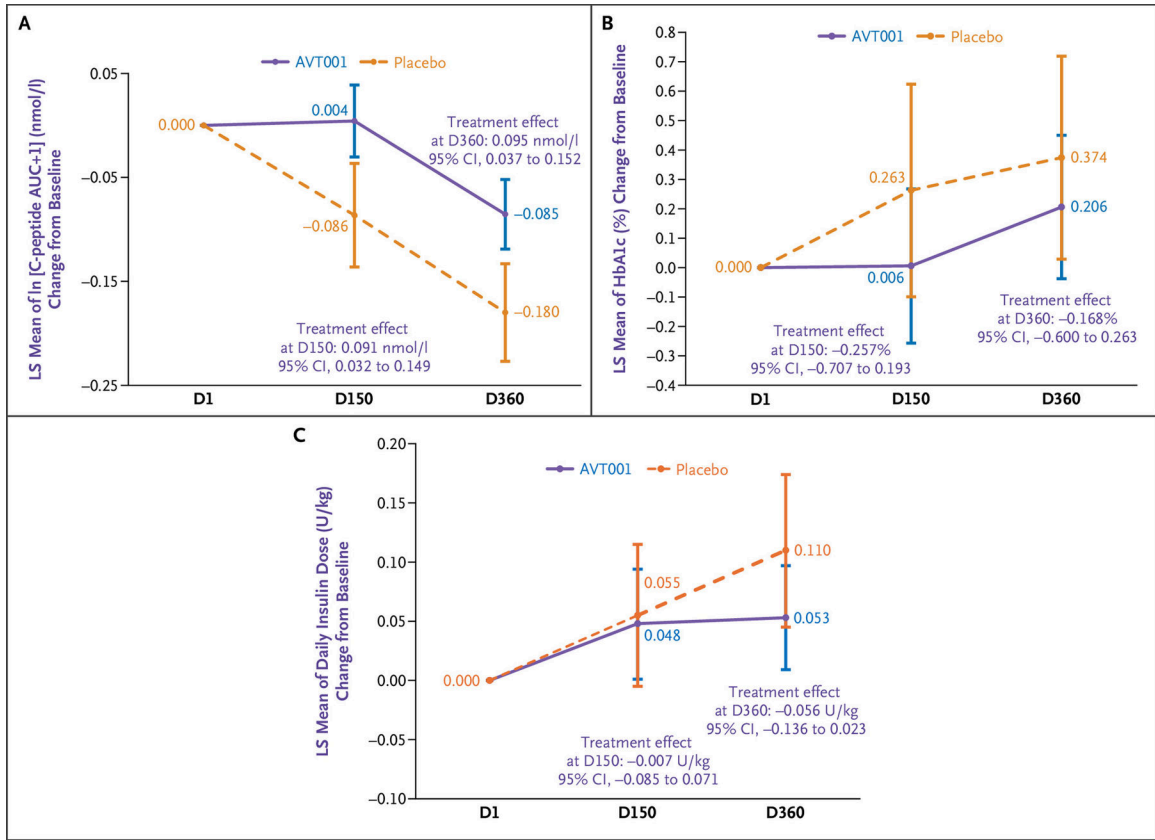 A
AVT001 Placebo
LS Mean of ln [C-peptide AUC+1] (nmol/l)
Change from Baseline
0.05
−0.05
−0.15
−0.25
0.000
0.004
−0.086
−0.085
−0.180
Treatment effect
at D360: 0.095 nmol/l
95% CI, 0.037 to 0.152
Treatment effect
at D150: 0.091 nmol/l
95% CI, 0.032 to 0.149
D1 D150 D360
B
AVT001 Placebo
LS Mean of HbA1c (%) Change from Baseline
0.8
0.7
0.6
0.5
0.4
0.3
0.2
0.1
0.0
−0.1
−0.2
−0.3
−0.4
0.000
0.263
0.006
0.374
0.206
Treatment effect
at D150: −0.257%
95% CI, −0.707 to 0.193
Treatment effect
at D360: −0.168%
95% CI, −0.600 to 0.263
D1 D150 D360
C
AVT001 Placebo
LS Mean of Daily Insulin Dose (U/kg)
Change from Baseline
0.20
0.15
0.10
0.05
0.00
−0.05
−0.10
0.000
0.055
0.048
0.110
0.053
Treatment effect
at D150: −0.007 U/kg
95% CI, −0.085 to 0.071
Treatment effect
at D360: −0.056 U/kg
95% CI, −0.136 to 0.023
D1 D150 D360